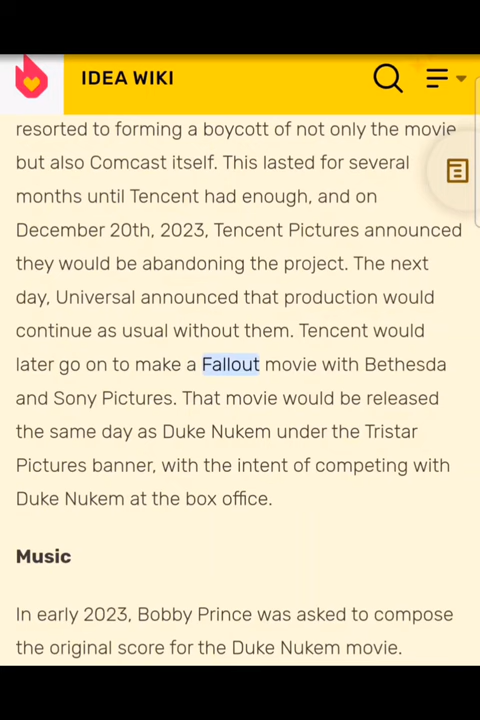 IDEA WIKI
resorted to forming a boycott of not only the movie
but also Comcast itself. This lasted for several
months until Tencent had enough, and on
December 20th, 2023, Tencent Pictures announced
they would be abandoning the project. The next
day, Universal announced that production would
continue as usual without them. Tencent would
later go on to make a Fallout movie with Bethesda
and Sony Pictures. That movie would be released
the same day as Duke Nukem under the Tristar
Pictures banner, with the intent of competing with
Duke Nukem at the box office.
Music
In early 2023, Bobby Prince was asked to compose
the original score for the Duke Nukem movie.